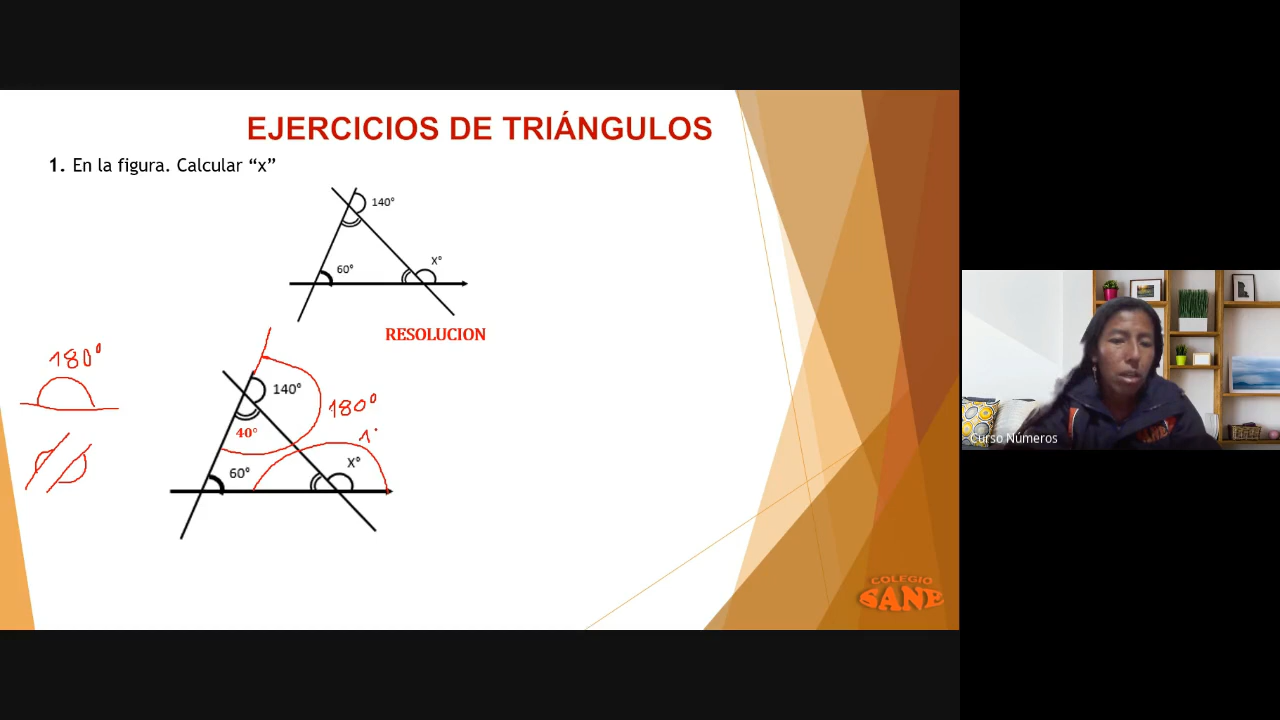 EJERCICIOS DE TRIÁNGULOS
1. En la figura. Calcular “x”
140°
60°
X°
RESOLUCION
180°
140°
180°
40°
1
60°
X°
Curso Números
COLEGIO
SANE